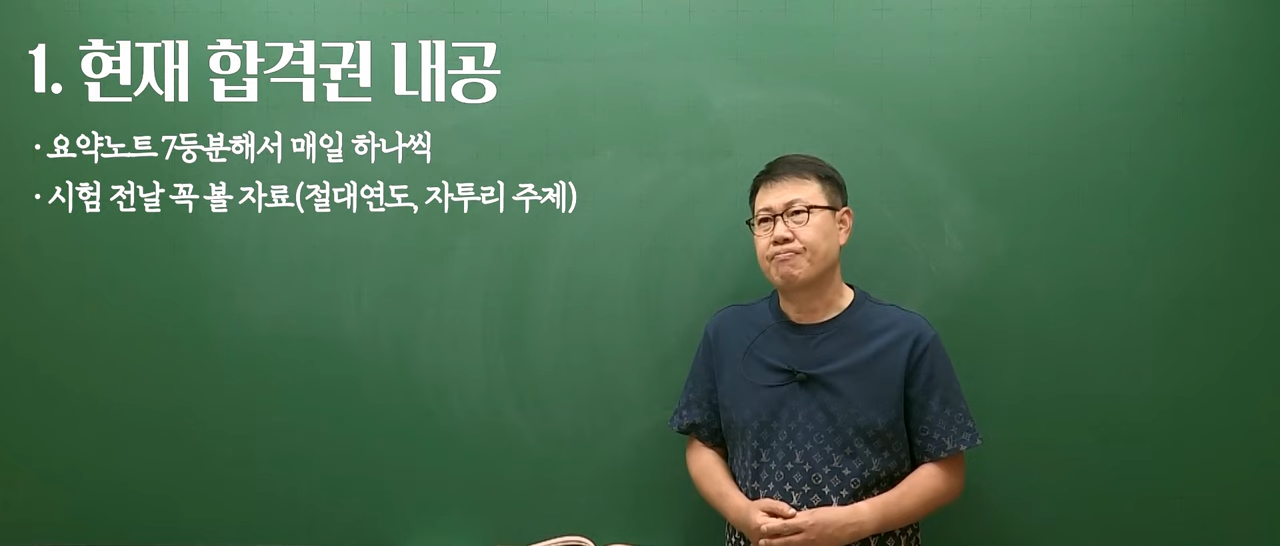 1. 현재 합격권 내공
· 요약노트 7등분해서 매일 하나씩
· 시험 전날 꼭 볼 자료(절대연도, 자투리 주제)